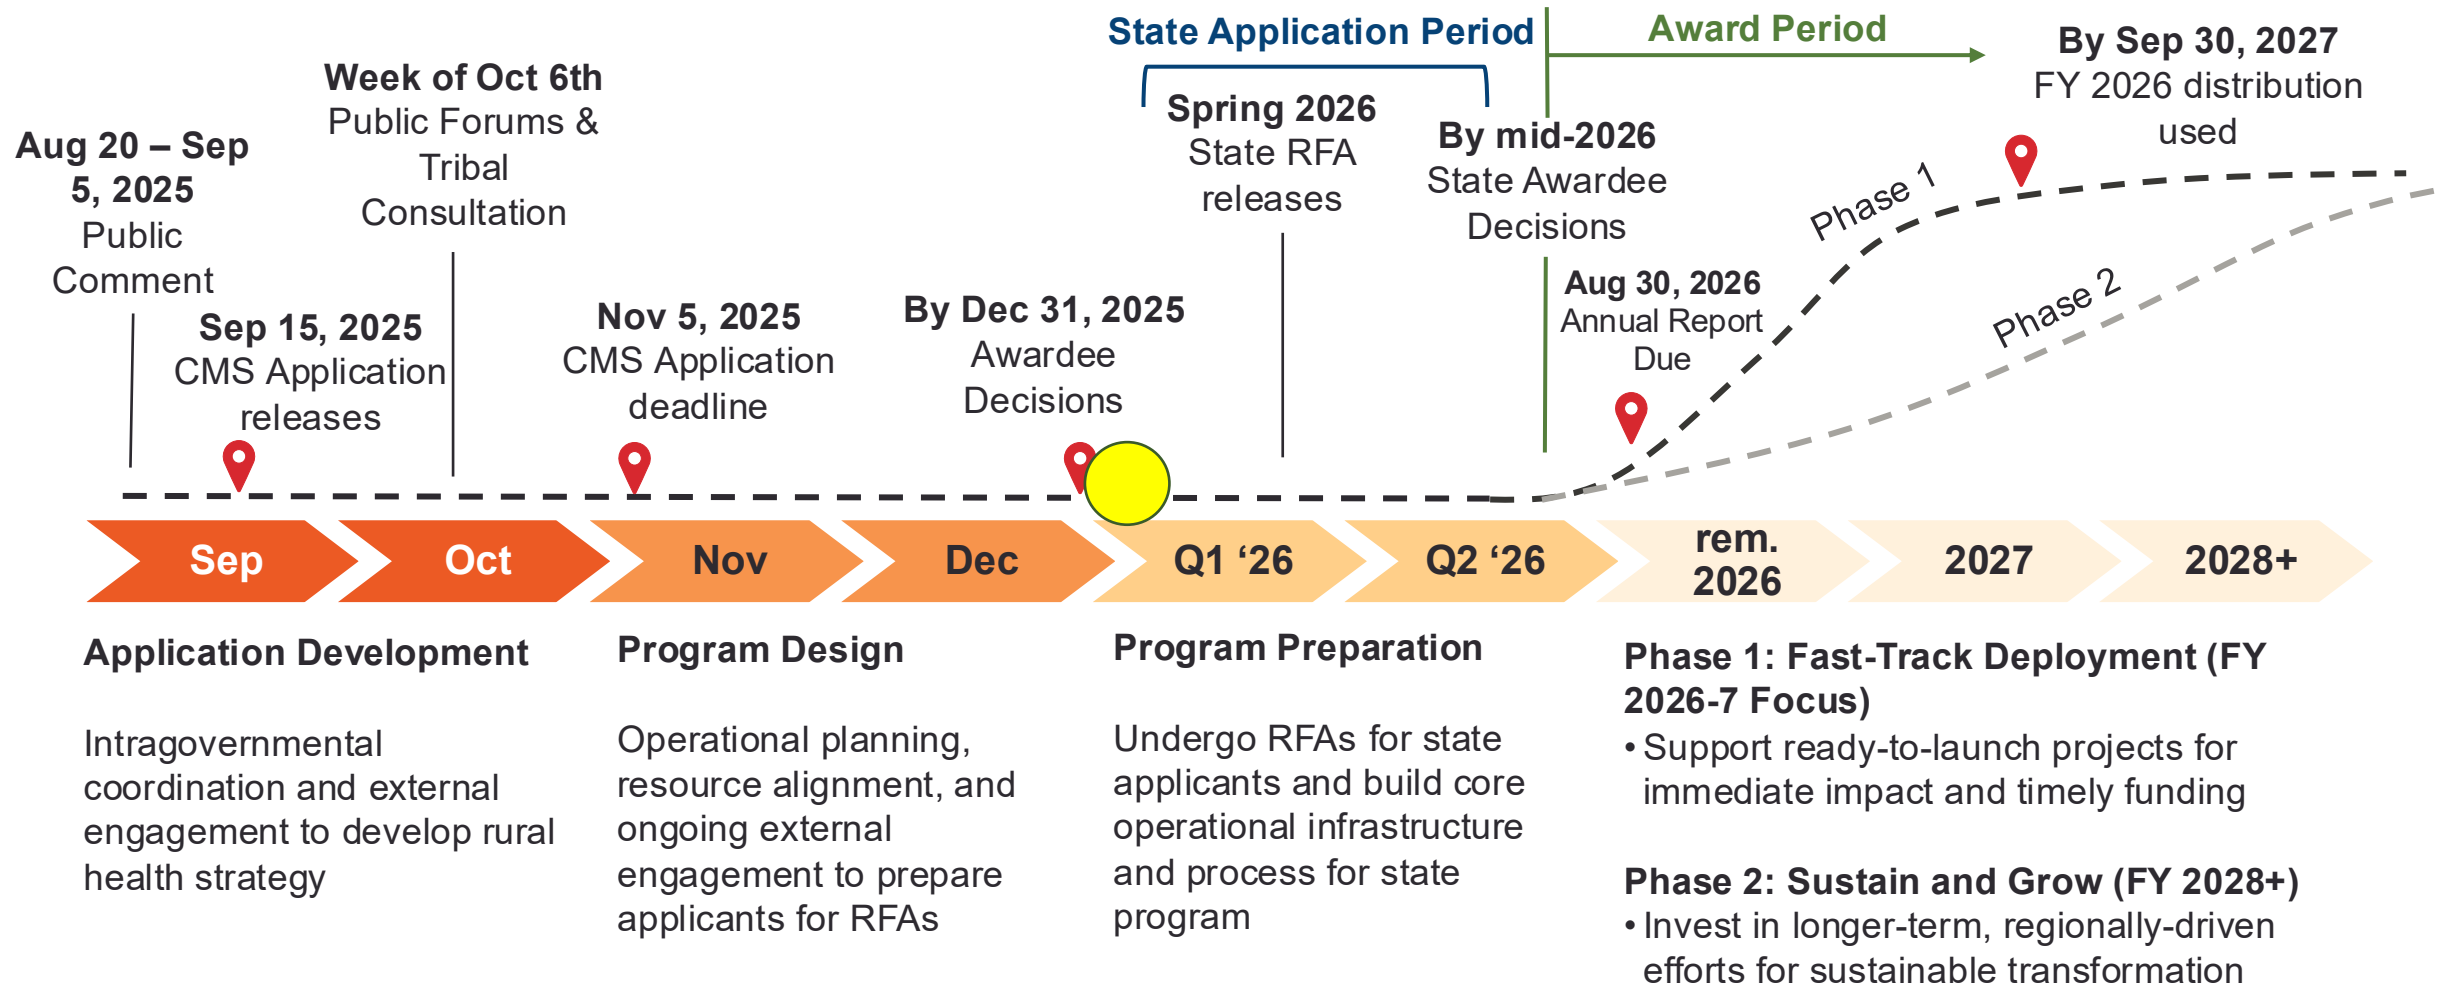 State Application Period
Award Period
By Sep 30, 2027
FY 2026 distribution
used
Week of Oct 6th
Public Forums &
Tribal
Consultation
Spring 2026
State RFA
releases
By mid-2026
State Awardee
Decisions
Aug 20 – Sep
5, 2025
Public
Comment
Phase 1
Phase 2
Aug 30, 2026
Annual Report
Due
Sep 15, 2025
CMS Application
releases
Nov 5, 2025
CMS Application
deadline
By Dec 31, 2025
Awardee
Decisions
Sep
Oct
Nov
Dec
Q1 ‘26
Q2 ‘26
rem.
2026
2027
2028+
Application Development
Intragovernmental
coordination and external
engagement to develop rural
health strategy
Program Design
Operational planning,
resource alignment, and
ongoing external
engagement to prepare
applicants for RFAs
Program Preparation
Undergo RFAs for state
applicants and build core
operational infrastructure
and process for state
program
Phase 1: Fast-Track Deployment (FY
2026-7 Focus)
• Support ready-to-launch projects for
immediate impact and timely funding
Phase 2: Sustain and Grow (FY 2028+)
• Invest in longer-term, regionally-driven
efforts for sustainable transformation